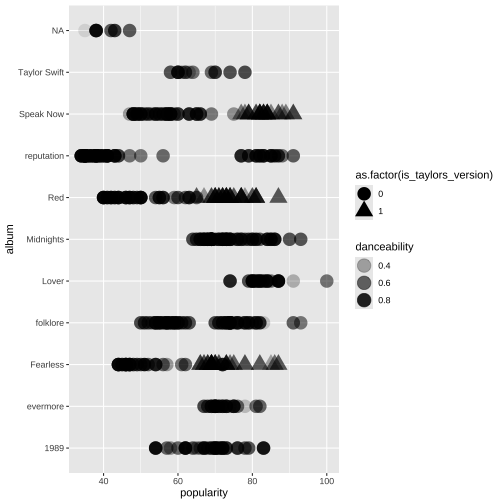 NA
Taylor Swift
Speak Now
reputation
Red
Midnights
Lover
folklore
Fearless
evermore
1989
album
40 60 80 100
popularity
as.factor(is_taylors_version)
0
1
danceability
0.4
0.6
0.8